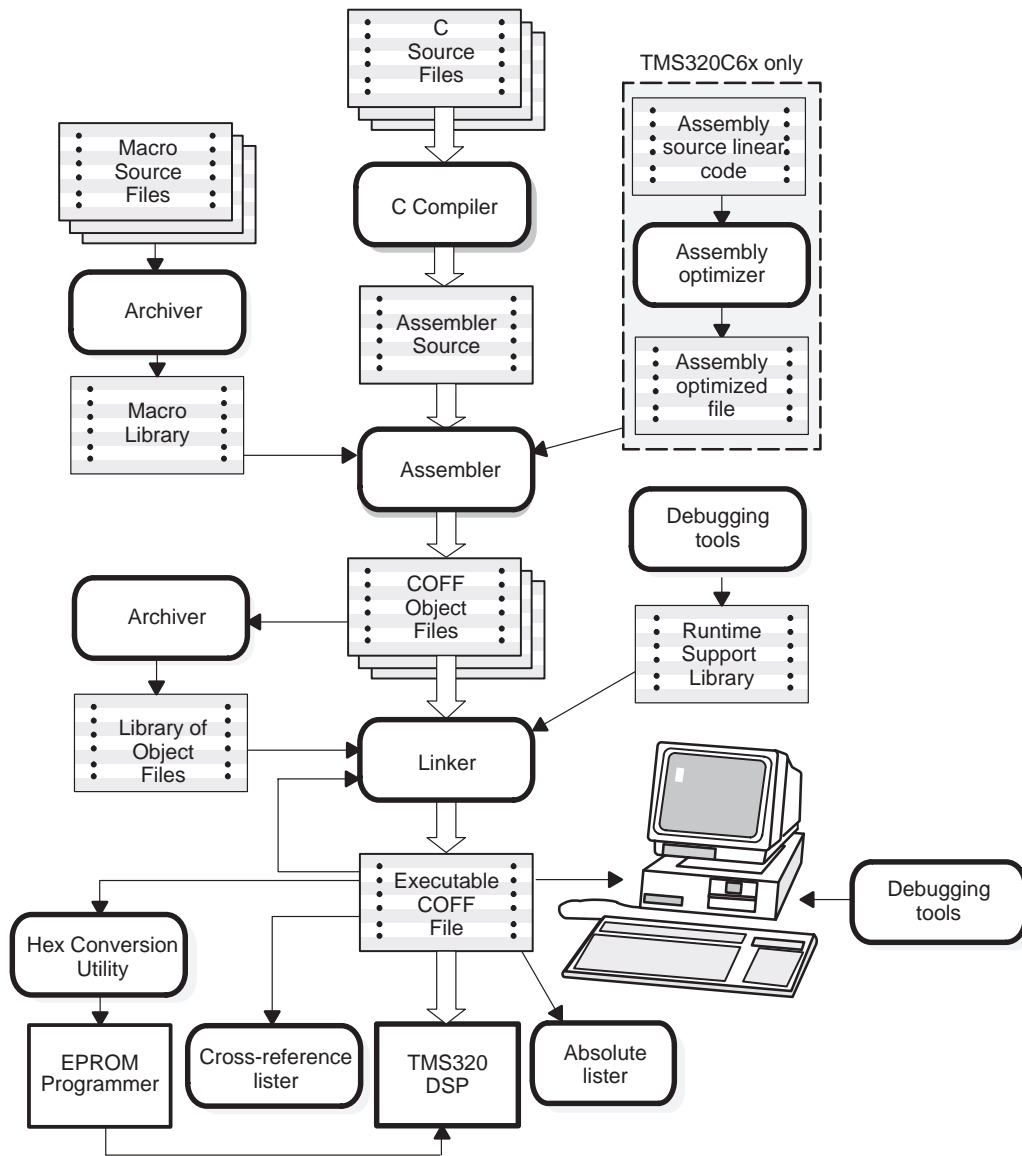 C
Source
Files
TMS320C6x only
Macro
Source
Files
Assembly
source linear
code
C Compiler
Assembly
optimizer
Archiver
Assembler
Source
Assembly
optimized
file
Macro
Library
Assembler
Debugging
tools
COFF
Object
Files
Archiver
Runtime
Support
Library
Library of
Object
Files
Linker
Executable
COFF
File
Debugging
tools
Hex Conversion
Utility
EPROM
Programmer
Cross-reference
lister
TMS320
DSP
Absolute
lister